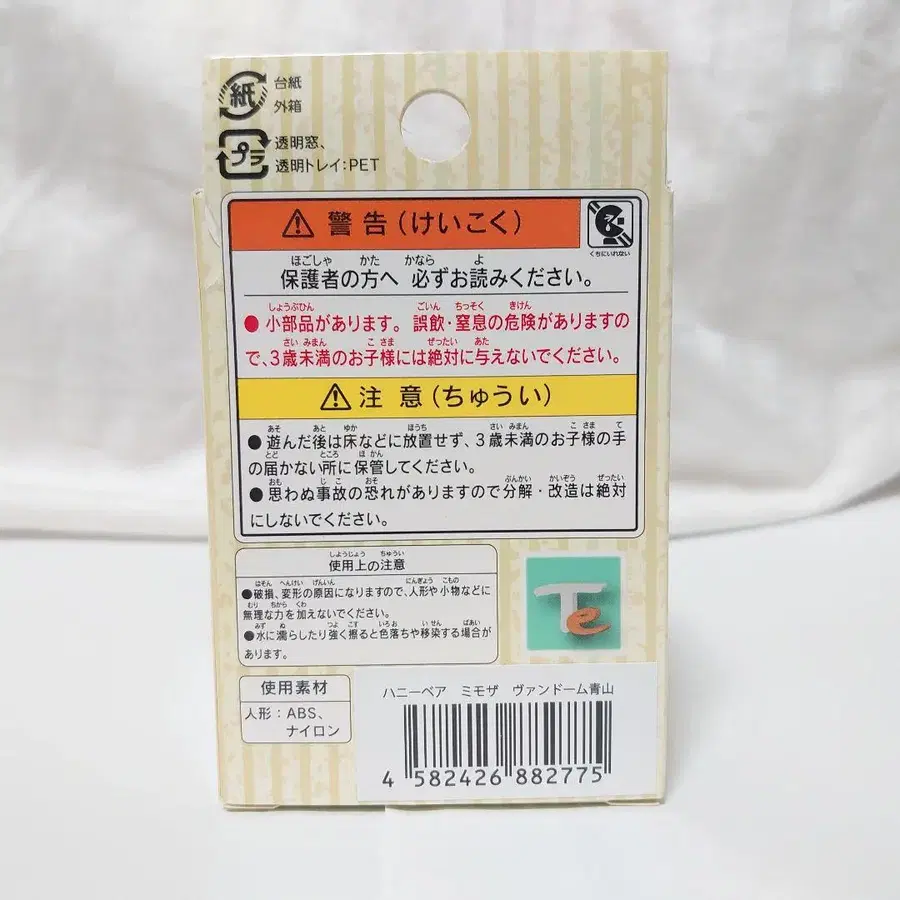 紙
台紙
外箱
プラ
透明窓、
透明トレイ:PET
警告(けいこく)
くちにいれない
ほごしゃ かた かなら よ
保護者の方へ 必ずお読みください。
しょうぶひん ごいん ちっそく きけん
● 小部品があります。誤飲・窒息の危険がありますの
さい みまん こ さま ぜったい あた
で、3歳未満のお子様には絶対に与えないでください。
注意(ちゅうい)
あそ あと ゆか ほうち さい みまん こ さま て
● 遊んだ後は床などに放置せず、3歳未満のお子様の手
とど ところ ほかん
の届かない所に保管してください。
おも じこ おそ ぶんかい かいぞう ぜったい
● 思わぬ事故の恐れがありますので分解・改造は絶対
にしないでください。
しようじょう ちゅうい
使用上の注意
はそん へんけい げんいん にんぎょう こもの
●破損、変形の原因になりますので、人形や小物などに
むり ちから くわ
無理な力を加えないでください。
みず ぬ つよ こす いろお いせん ばあい
●水に濡らしたり強く擦ると色落ちや移染する場合が
あります。
Te
使用素材
人形:ABS、
ナイロン
ハニーベア ミモザ ヴァンドーム青山
4 582426 882775